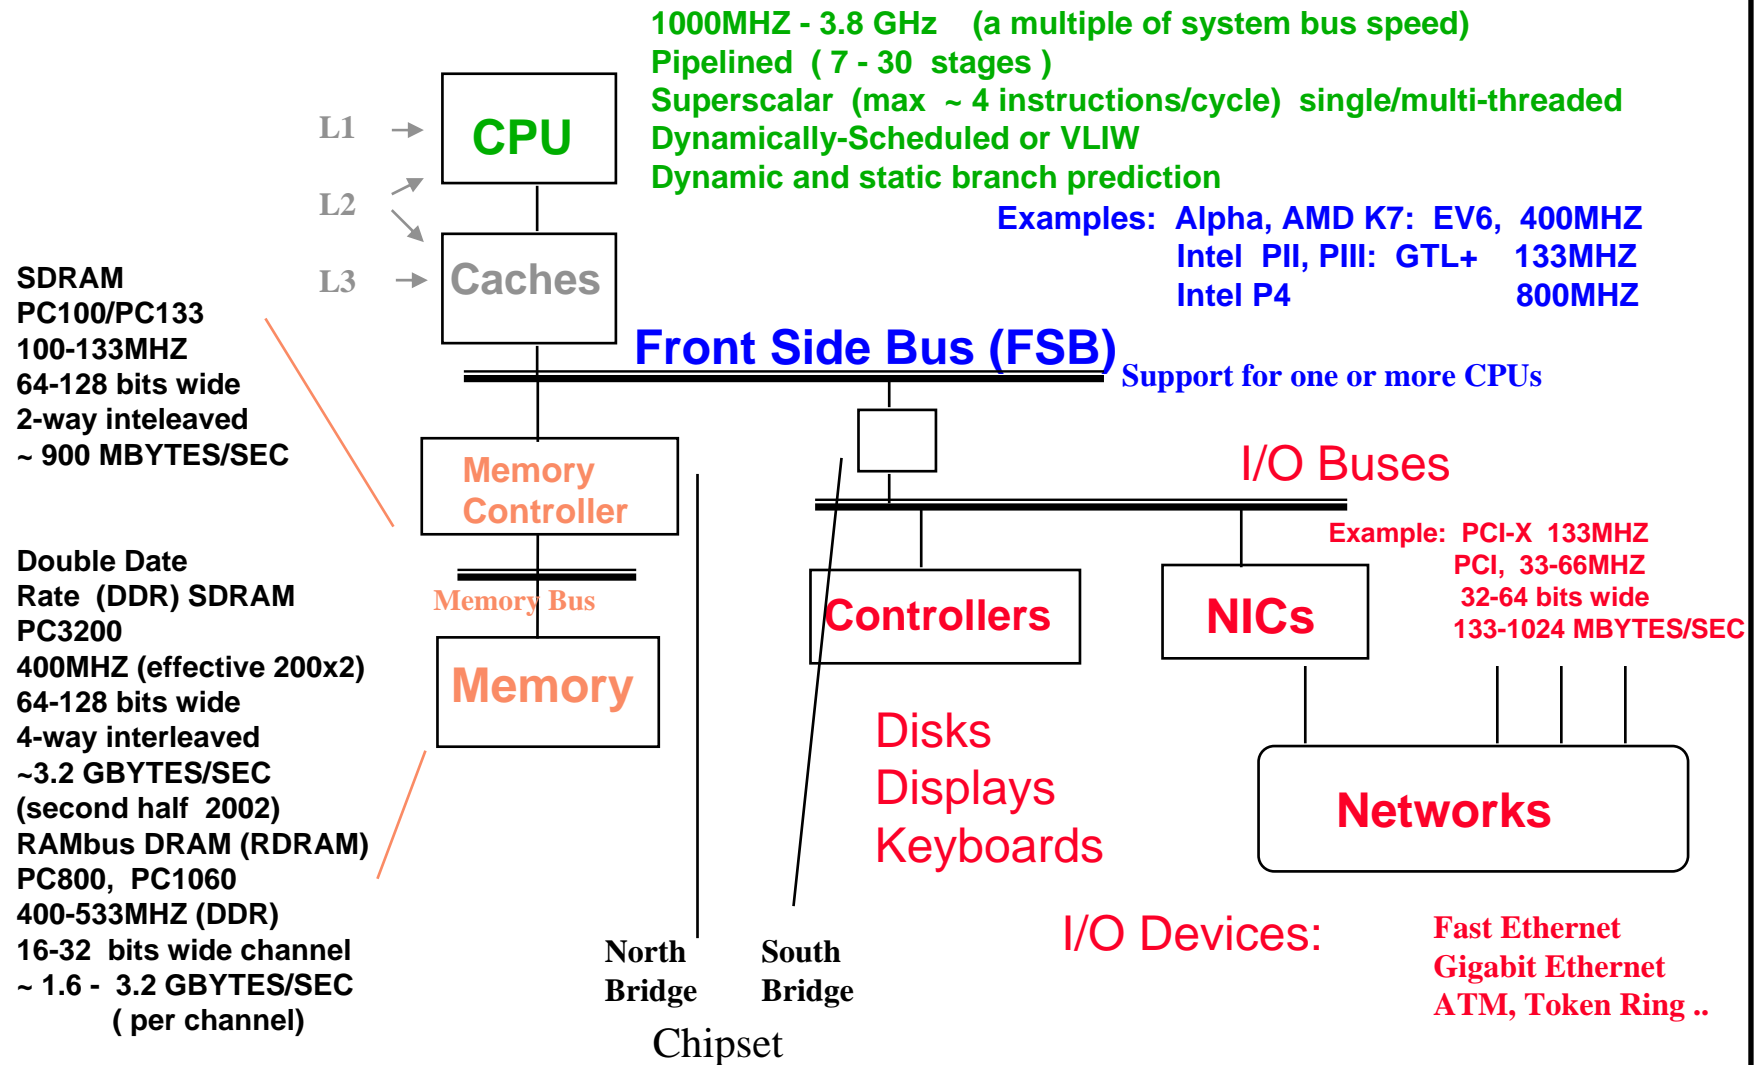 1000MHZ - 3.8 GHz (a multiple of system bus speed)
Pipelined ( 7 - 30 stages )
Superscalar (max ~ 4 instructions/cycle) single/multi-threaded
Dynamically-Scheduled or VLIW
Dynamic and static branch prediction
L1
CPU
L2
L3
Caches
Examples: Alpha, AMD K7: EV6, 400MHZ
Intel PII, PIII: GTL+ 133MHZ
Intel P4 800MHZ
SDRAM
PC100/PC133
100-133MHZ
64-128 bits wide
2-way inteleaved
~ 900 MBYTES/SEC
Front Side Bus (FSB)
Support for one or more CPUs
Memory
Controller
I/O Buses
Example: PCI-X 133MHZ
PCI, 33-66MHZ
32-64 bits wide
133-1024 MBYTES/SEC
Double Date
Rate (DDR) SDRAM
PC3200
400MHZ (effective 200x2)
64-128 bits wide
4-way interleaved
~3.2 GBYTES/SEC
(second half 2002)
RAMbus DRAM (RDRAM)
PC800, PC1060
400-533MHZ (DDR)
16-32 bits wide channel
~ 1.6 - 3.2 GBYTES/SEC
( per channel)
Memory Bus
Memory
Controllers
NICs
Disks
Displays
Keyboards
Networks
North
Bridge
South
Bridge
Chipset
I/O Devices:
Fast Ethernet
Gigabit Ethernet
ATM, Token Ring ..